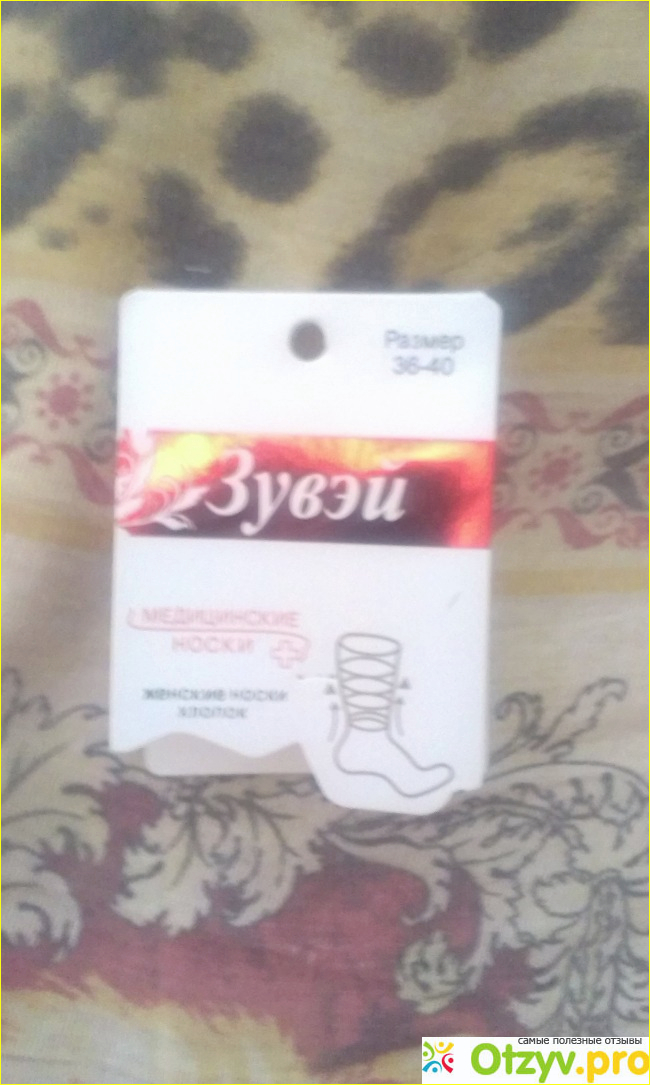 Размер
36-40
Зувэй
МЕДИЦИНСКИЕ
НОСКИ
ЖЕНСКИЕ НОСКИ
ХЛОПОК
самые полезные отзывы
Otzyv.pro